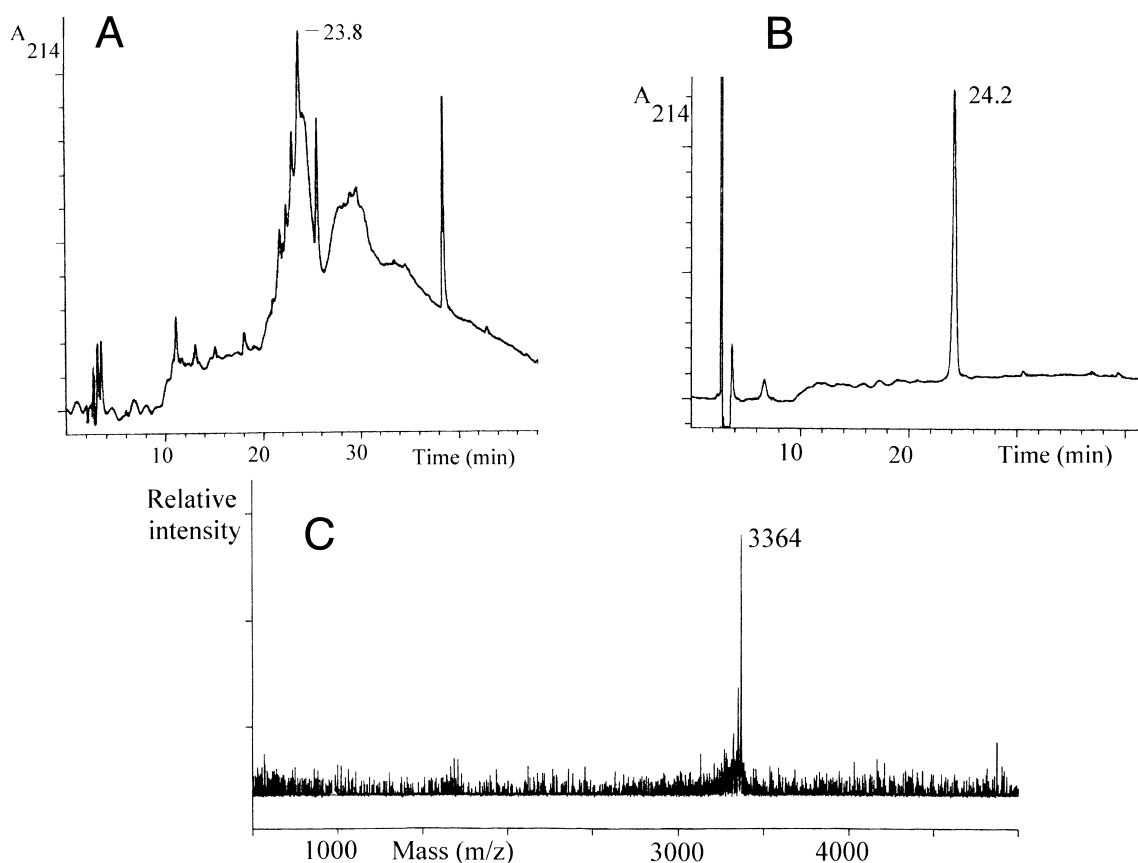 A
A 214
23.8
10 20 30 Time (min)
B
A 214
24.2
10 20 Time (min)
Relative
intensity
C
3364
1000 Mass (m/z) 3000 4000